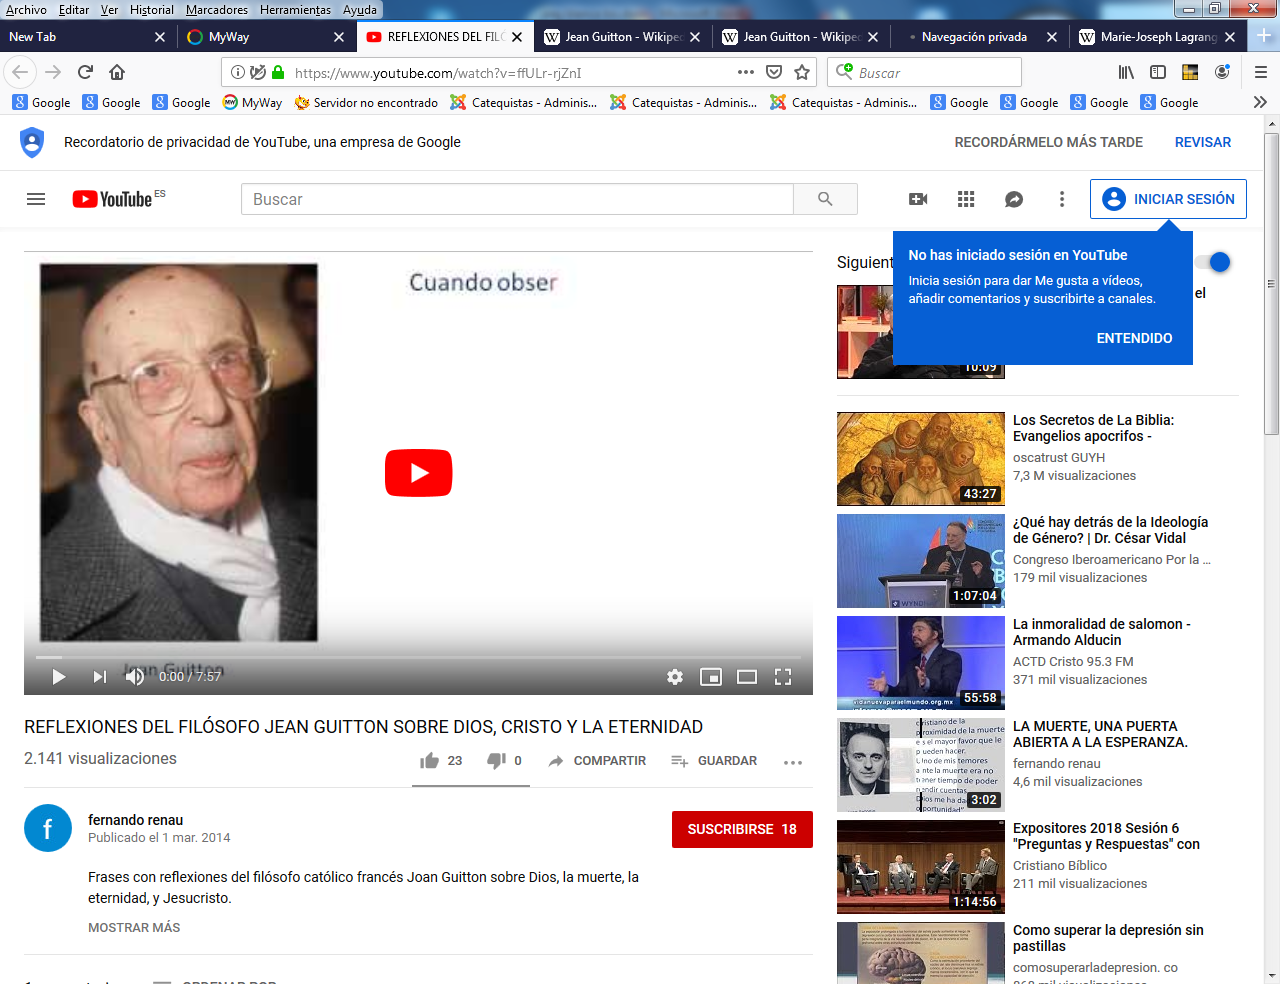 Archivo Editar Ver Historial Marcadores Herramientas Ayuda
New Tab
MyWay
REFLEXIONES DEL FILÓ
Jean Guitton - Wikipe
Jean Guitton - Wikipe
Navegación privada
Marie-Joseph Lagrang
https://www.youtube.com/watch?v=ffULr-rjZnI
Buscar
Google
Google
Google
MyWay
Servidor no encontrado
Catequistas - Adminis...
Catequistas - Adminis...
Catequistas - Adminis...
Google
Google
Google
Google
Recordatorio de privacidad de YouTube, una empresa de Google
RECORDÁRMELO MÁS TARDE
REVISAR
YouTube ES
Buscar
INICIAR SESIÓN
No has iniciado sesión en YouTube
Inicia sesión para dar Me gusta a vídeos,
añadir comentarios y suscribirte a canales.
ENTENDIDO
Cuando obser
Jean Guitton
0:00 / 7:57
REFLEXIONES DEL FILÓSOFO JEAN GUITTON SOBRE DIOS, CRISTO Y LA ETERNIDAD
2.141 visualizaciones
23
0
COMPARTIR
GUARDAR
f
fernando renau
Publicado el 1 mar. 2014
SUSCRIBIRSE 18
Frases con reflexiones del filósofo católico francés Joan Guitton sobre Dios, la muerte, la
eternidad, y Jesucristo.
MOSTRAR MÁS
ORDENAR POR
Siguient
el
10:09
Los Secretos de La Biblia:
Evangelios apocrifos -
oscatrust GUYH
7,3 M visualizaciones
43:27
¿Qué hay detrás de la Ideología
de Género? | Dr. César Vidal
Congreso Iberoamericano Por la ...
179 mil visualizaciones
1:07:04
La inmoralidad de salomon -
Armando Alducin
ACTD Cristo 95.3 FM
371 mil visualizaciones
55:58
vidanuevaparaelmundo.org.mx
LA MUERTE, UNA PUERTA
ABIERTA A LA ESPERANZA.
fernando renau
4,6 mil visualizaciones
3:02
Expositores 2018 Sesión 6
"Preguntas y Respuestas" con
Cristiano Bíblico
211 mil visualizaciones
1:14:56
Como superar la depresión sin
pastillas
comosuperarladepresion. co